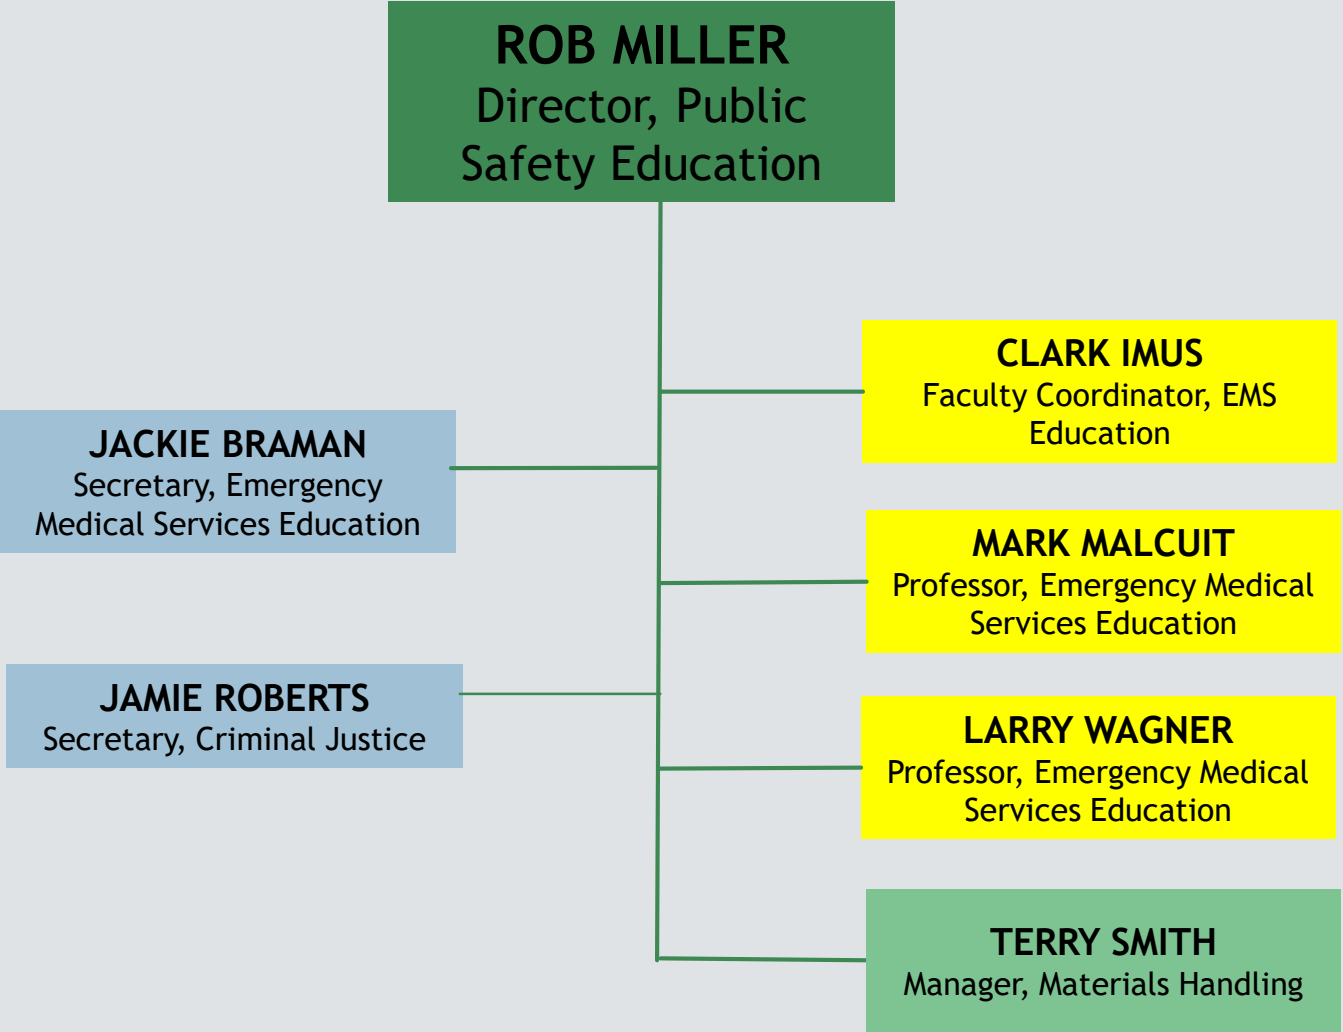 ROB MILLER
Director, Public
Safety Education
CLARK IMUS
Faculty Coordinator, EMS
Education
JACKIE BRAMAN
Secretary, Emergency
Medical Services Education
MARK MALCUIT
Professor, Emergency Medical
Services Education
JAMIE ROBERTS
Secretary, Criminal Justice
LARRY WAGNER
Professor, Emergency Medical
Services Education
TERRY SMITH
Manager, Materials Handling